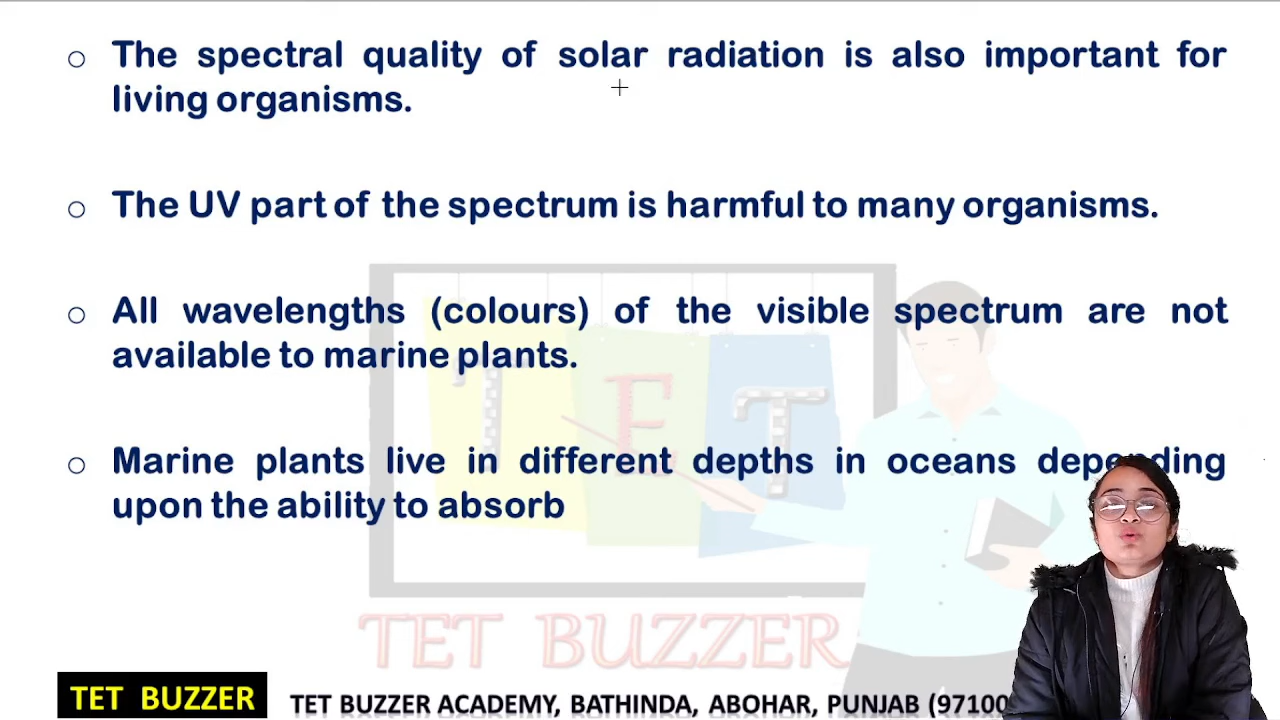 The spectral quality of solar radiation is also important for
living organisms.
The UV part of the spectrum is harmful to many organisms.
All wavelengths (colours) of the visible spectrum are not
available to marine plants.
Marine plants live in different depths in oceans depending
upon the ability to absorb
T E T
TET BUZZER
TET BUZZER
TET BUZZER ACADEMY, BATHINDA, ABOHAR, PUNJAB (97100